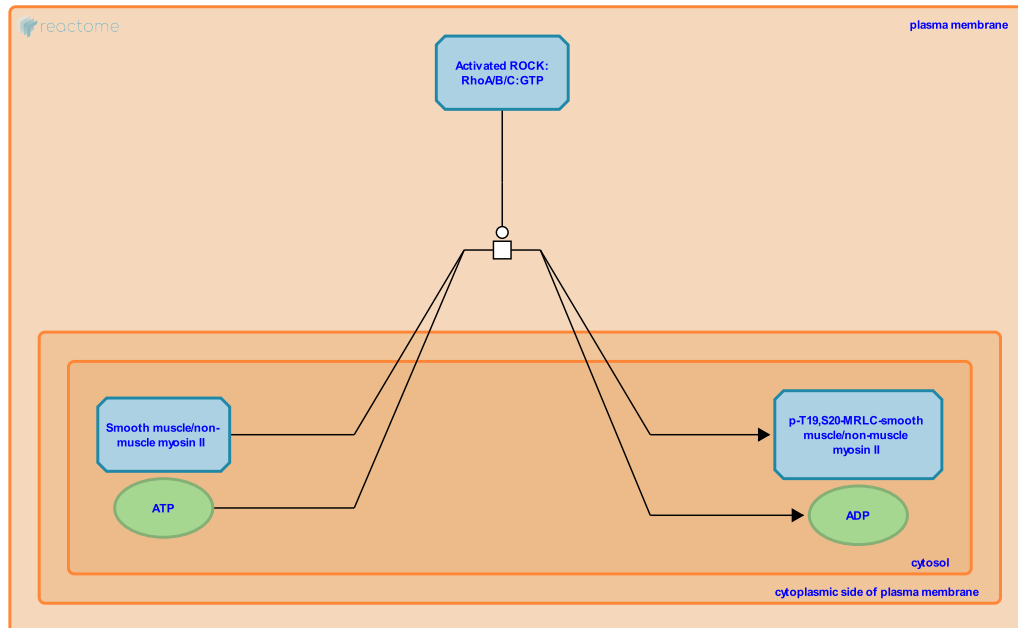 reactome
plasma membrane
Activated ROCK:
RhoA/B/C:GTP
Smooth muscle/non-
muscle myosin II
ATP
p-T19,S20-MRLC-smooth
muscle/non-muscle
myosin II
ADP
cytosol
cytoplasmic side of plasma membrane